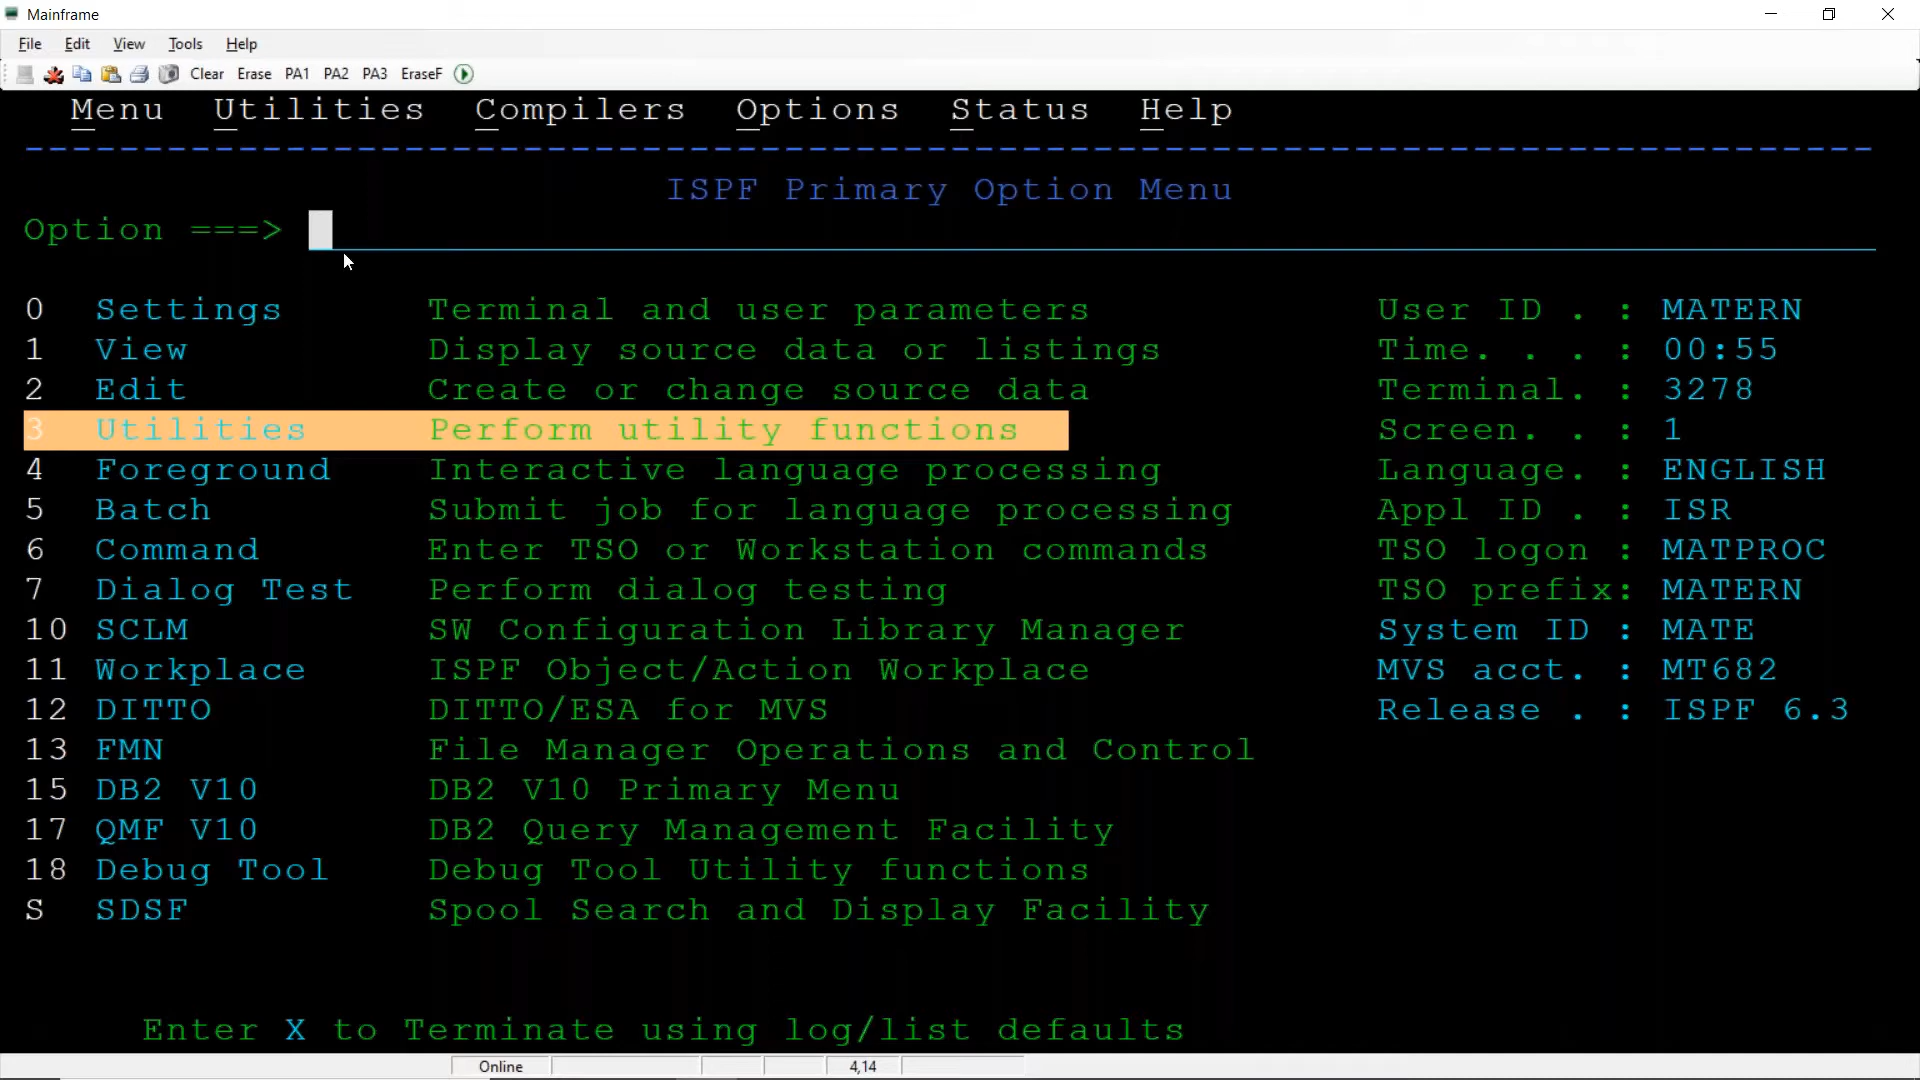 Mainframe
File Edit View Tools Help
Clear Erase PA1 PA2 PA3 EraseF
Menu Utilities Compilers Options Status Help
-------------------------------------------------------------------------------
ISPF Primary Option Menu
Option ===>
0 Settings Terminal and user parameters User ID . : MATERN
1 View Display source data or listings Time. . . : 00:55
2 Edit Create or change source data Terminal. : 3278
3 Utilities Perform utility functions Screen. . : 1
4 Foreground Interactive language processing Language. : ENGLISH
5 Batch Submit job for language processing Appl ID . : ISR
6 Command Enter TSO or Workstation commands TSO logon : MATPROC
7 Dialog Test Perform dialog testing TSO prefix: MATERN
10 SCLM SW Configuration Library Manager System ID : MATE
11 Workplace ISPF Object/Action Workplace MVS acct. : MT682
12 DITTO DITTO/ESA for MVS Release . : ISPF 6.3
13 FMN File Manager Operations and Control
15 DB2 V10 DB2 V10 Primary Menu
17 QMF V10 DB2 Query Management Facility
18 Debug Tool Debug Tool Utility functions
S SDSF Spool Search and Display Facility
Enter X to Terminate using log/list defaults
Online 4,14